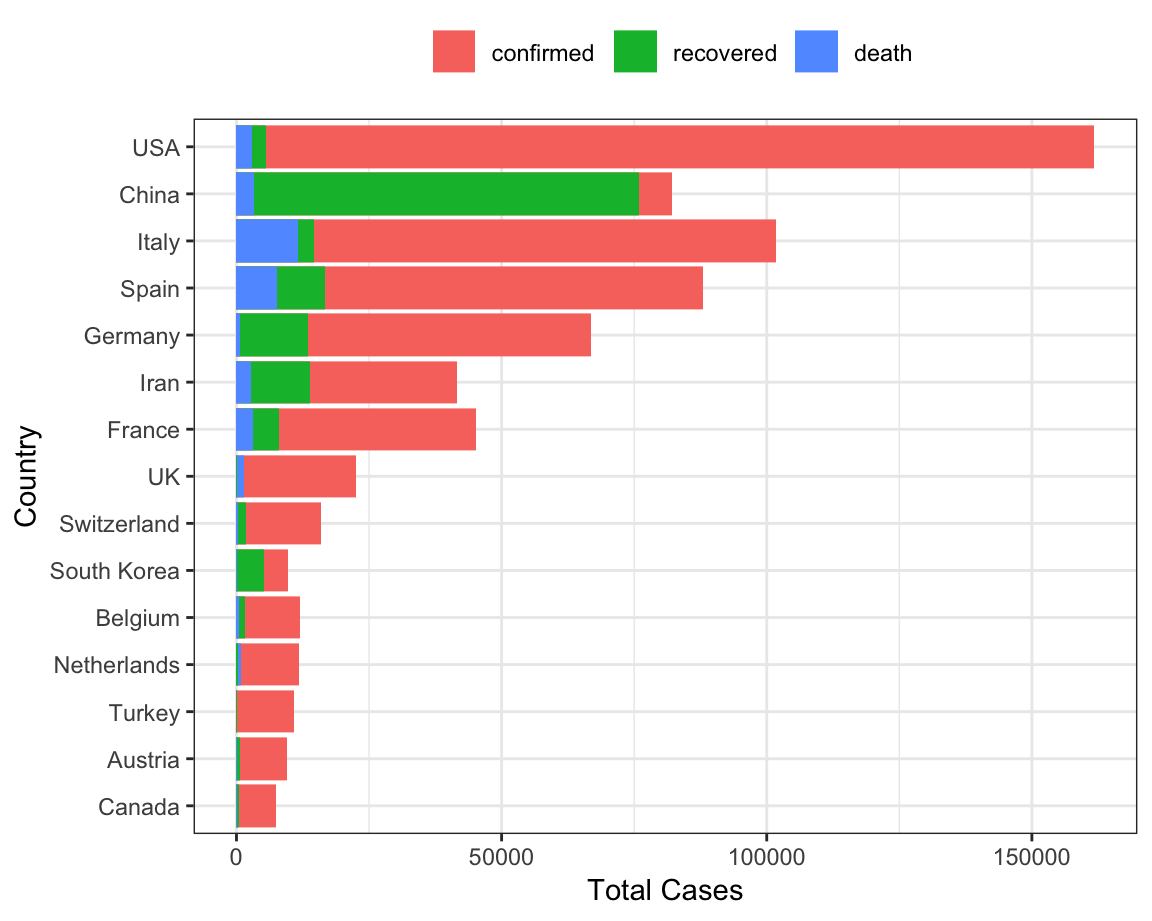 confirmed recovered death
USA
China
Italy
Spain
Germany
Iran
France
UK
Switzerland
South Korea
Belgium
Netherlands
Turkey
Austria
Canada
Country
0 50000 100000 150000
Total Cases